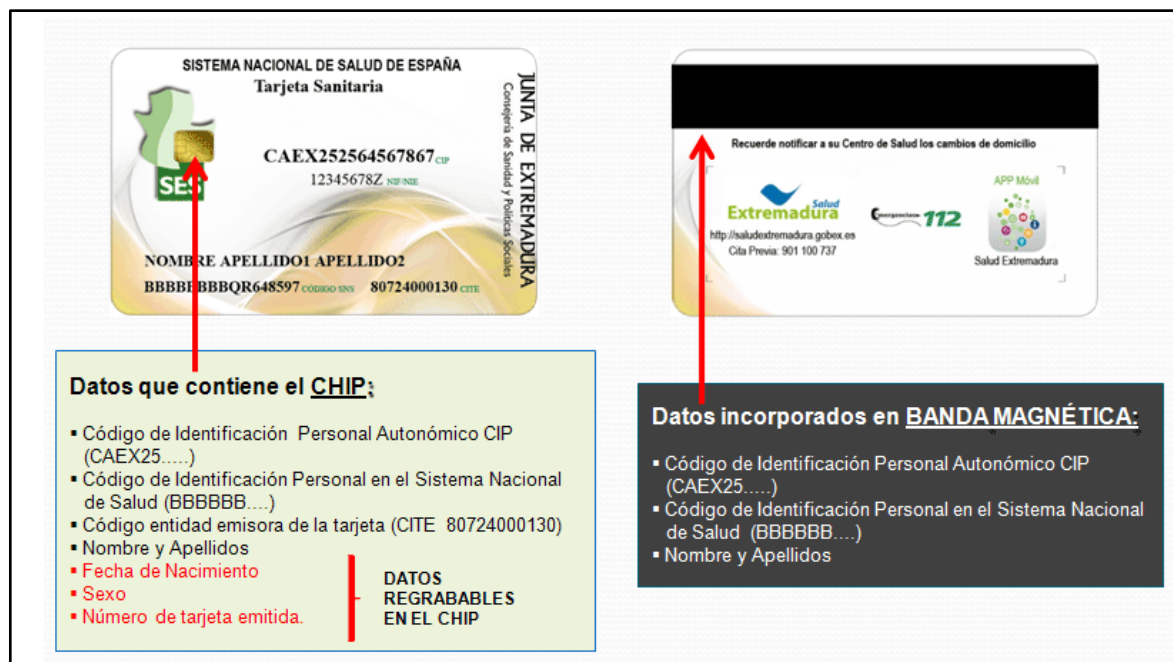 SISTEMA NACIONAL DE SALUD DE ESPAÑA
Tarjeta Sanitaria
CAEX252564567867 CIP
12345678Z NIF-NIE
SES
NOMBRE APELLIDO1 APELLIDO2
BBBBBBBBQR648597 CÓDIGO SNS 80724000130 CITE
JUNTA DE EXTREMADURA
Consejería de Sanidad y Políticas Sociales
Recuerde notificar a su Centro de Salud los cambios de domicilio
Salud
Extremadura
http://saludextremadura.gobex.es
Cita Previa: 901 100 737
Emergencias 112
APP Móvil
Salud Extremadura
Datos que contiene el CHIP:
▪ Código de Identificación Personal Autonómico CIP
(CAEX25.....)
▪ Código de Identificación Personal en el Sistema Nacional
de Salud (BBBBBB....)
▪ Código entidad emisora de la tarjeta (CITE 80724000130)
▪ Nombre y Apellidos
▪ Fecha de Nacimiento
▪ Sexo
▪ Número de tarjeta emitida.
DATOS
REGRABABLES
EN EL CHIP
Datos incorporados en BANDA MAGNÉTICA:
▪ Código de Identificación Personal Autonómico CIP
(CAEX25.....)
▪ Código de Identificación Personal en el Sistema Nacional
de Salud (BBBBBB....)
▪ Nombre y Apellidos